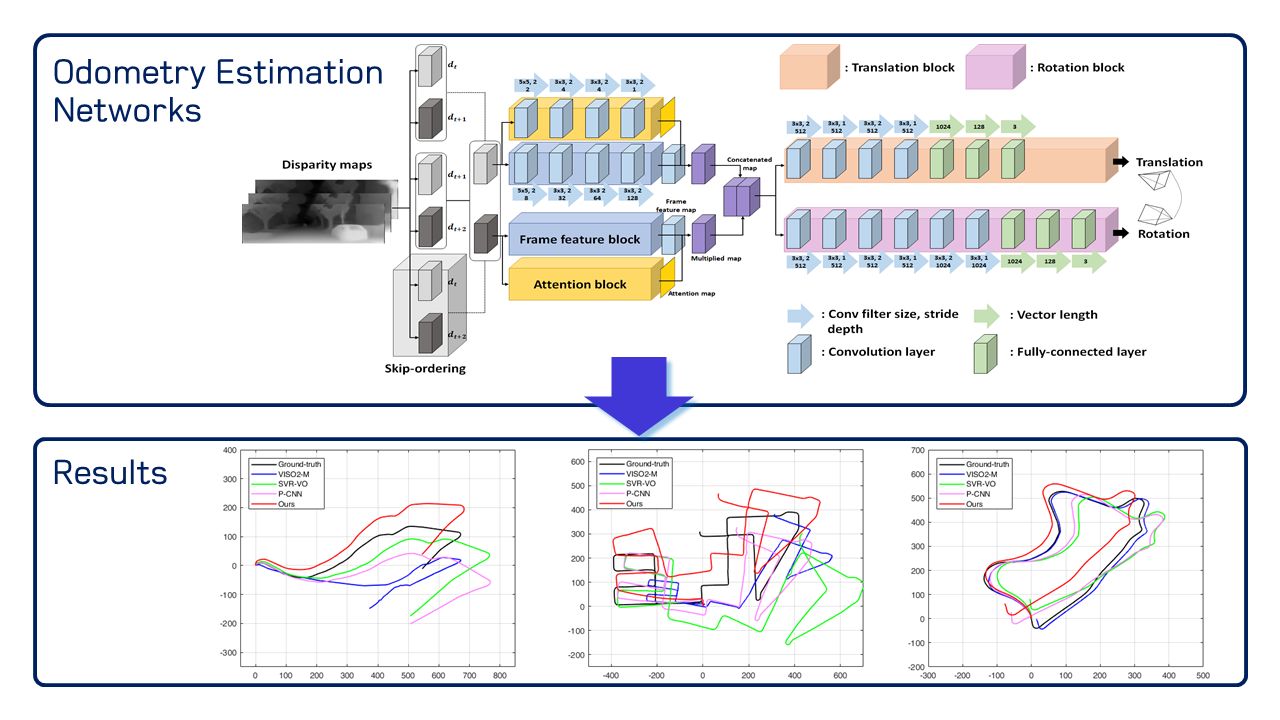 Odometry Estimation
Networks
Disparity maps
d_t
d_{t+1}
d_{t+1}
d_{t+2}
d_t
d_{t+2}
Skip-ordering
5x5, 2
2
3x3, 2
4
3x3, 2
4
3x3, 2
1
5x5, 2
8
3x3, 2
32
3x3 2
64
3x3, 2
128
Frame feature block
Attention block
Frame
feature map
Multiplied map
Attention map
Concatenated
map
: Translation block
: Rotation block
3x3, 2
512
3x3, 1
512
3x3, 2
512
3x3, 1
512
1024
128
3
Translation
Rotation
3x3, 2
512
3x3, 1
512
3x3, 2
512
3x3, 1
512
3x3, 2
1024
3x3, 1
1024
1024
128
3
: Conv filter size, stride
depth
: Vector length
: Convolution layer
: Fully-connected layer
Results
400
300
200
100
0
-100
-200
-300
0 100 200 300 400 500 600 700 800
Ground-truth
VISO2-M
SVR-VO
P-CNN
Ours
600
500
400
300
200
100
0
-100
-200
-400 -200 0 200 400 600
Ground-truth
VISO2-M
SVR-VO
P-CNN
Ours
700
600
500
400
300
200
100
0
-100
-200
-300 -200 -100 0 100 200 300 400 500
Ground-truth
VISO2-M
SVR-VO
P-CNN
Ours